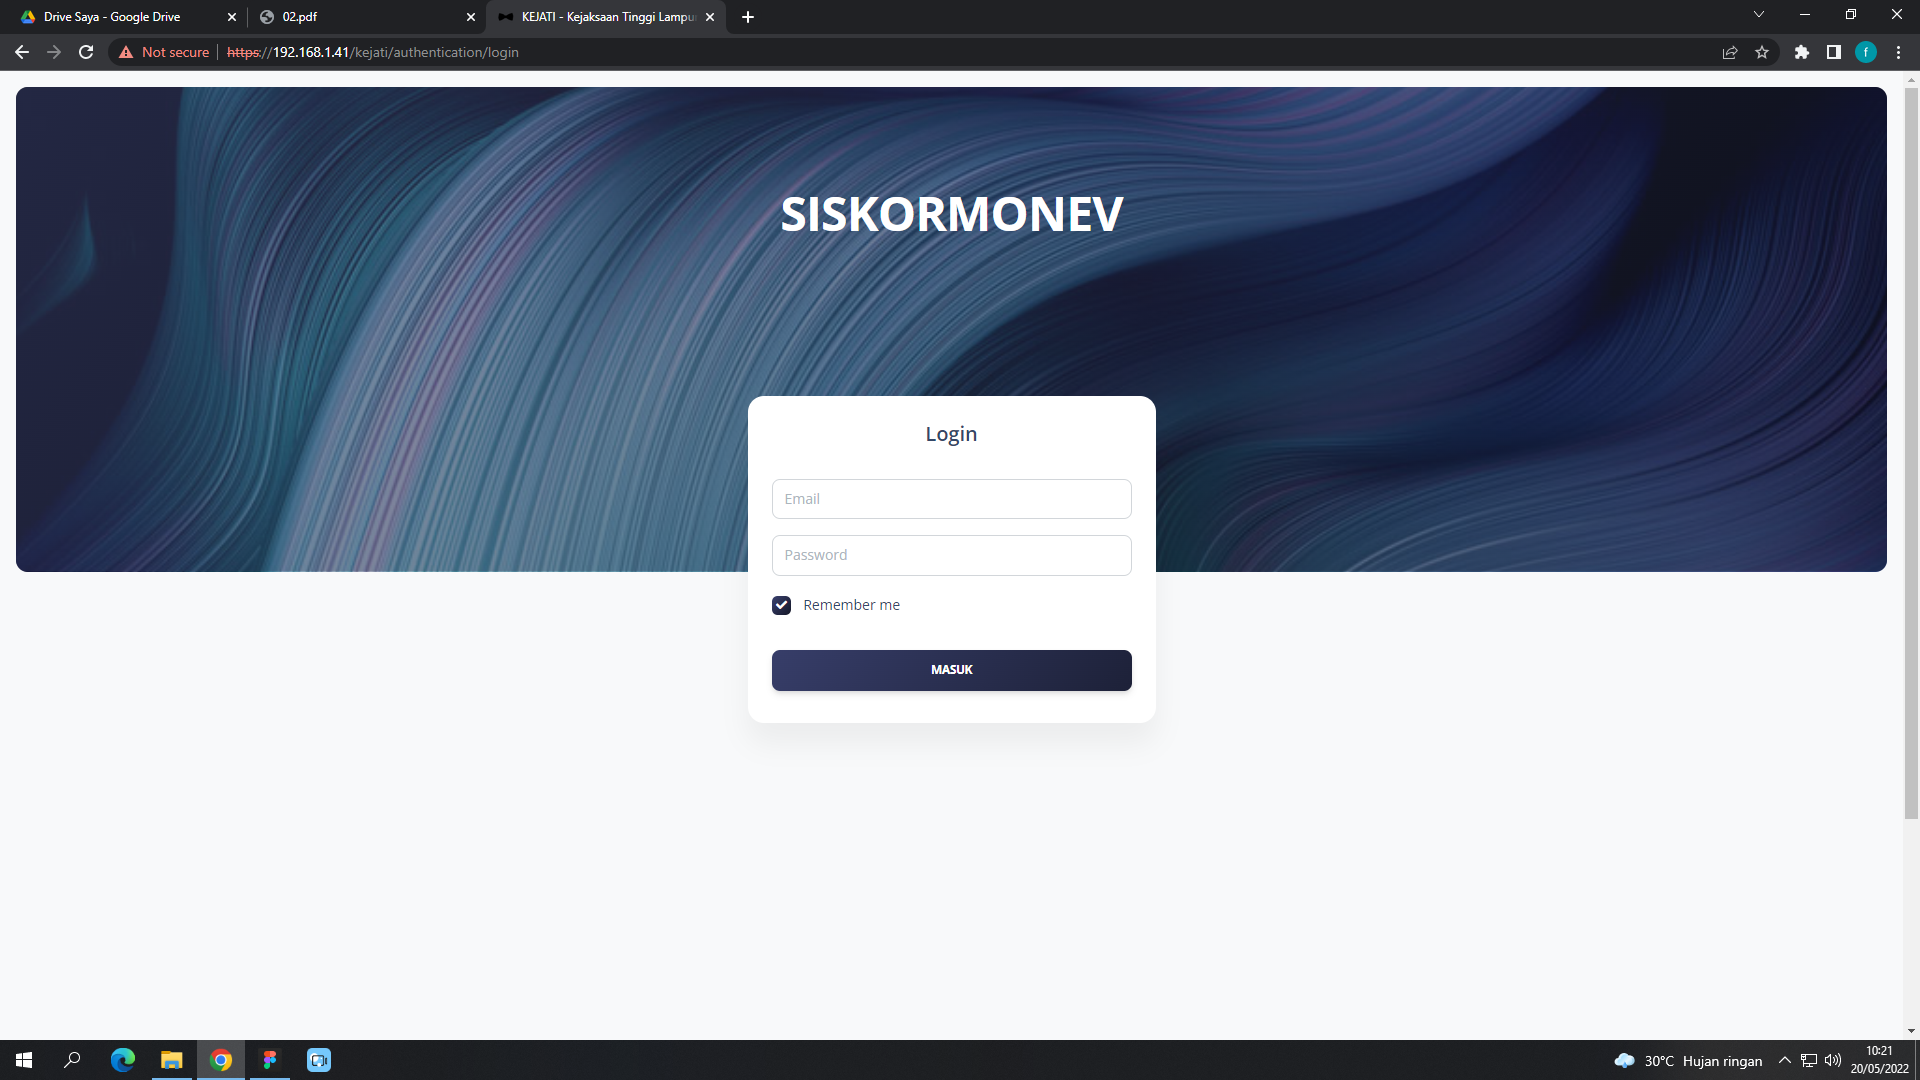 Drive Saya - Google Drive
02.pdf
KEJATI - Kejaksaan Tinggi Lampu
Not secure
https://192.168.1.41/kejati/authentication/login
f
SISKORMONEV
Login
Email
Password
Remember me
MASUK
30°C Hujan ringan
10:21
20/05/2022